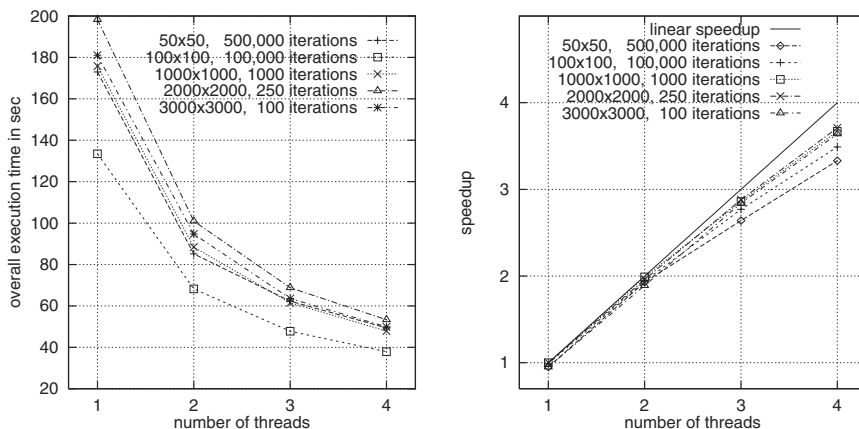 200
180
160
140
120
100
80
60
40
20
overall execution time in sec
50x50, 500,000 iterations
100x100, 100,000 iterations
1000x1000, 1000 iterations
2000x2000, 250 iterations
3000x3000, 100 iterations
1 2 3 4
number of threads
4
3
2
1
speedup
linear speedup
50x50, 500,000 iterations
100x100, 100,000 iterations
1000x1000, 1000 iterations
2000x2000, 250 iterations
3000x3000, 100 iterations
1 2 3 4
number of threads